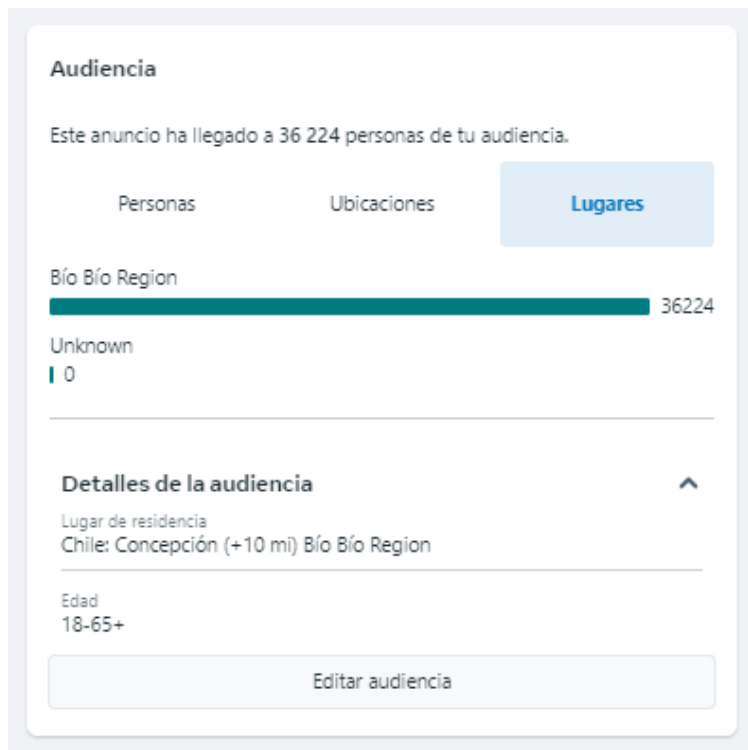 Audiencia
Este anuncio ha llegado a 36 224 personas de tu audiencia.
Personas Ubicaciones Lugares
Bío Bío Region
36224
Unknown
0
Detalles de la audiencia
Lugar de residencia
Chile: Concepción (+10 mi) Bío Bío Region
Edad
18-65+
Editar audiencia